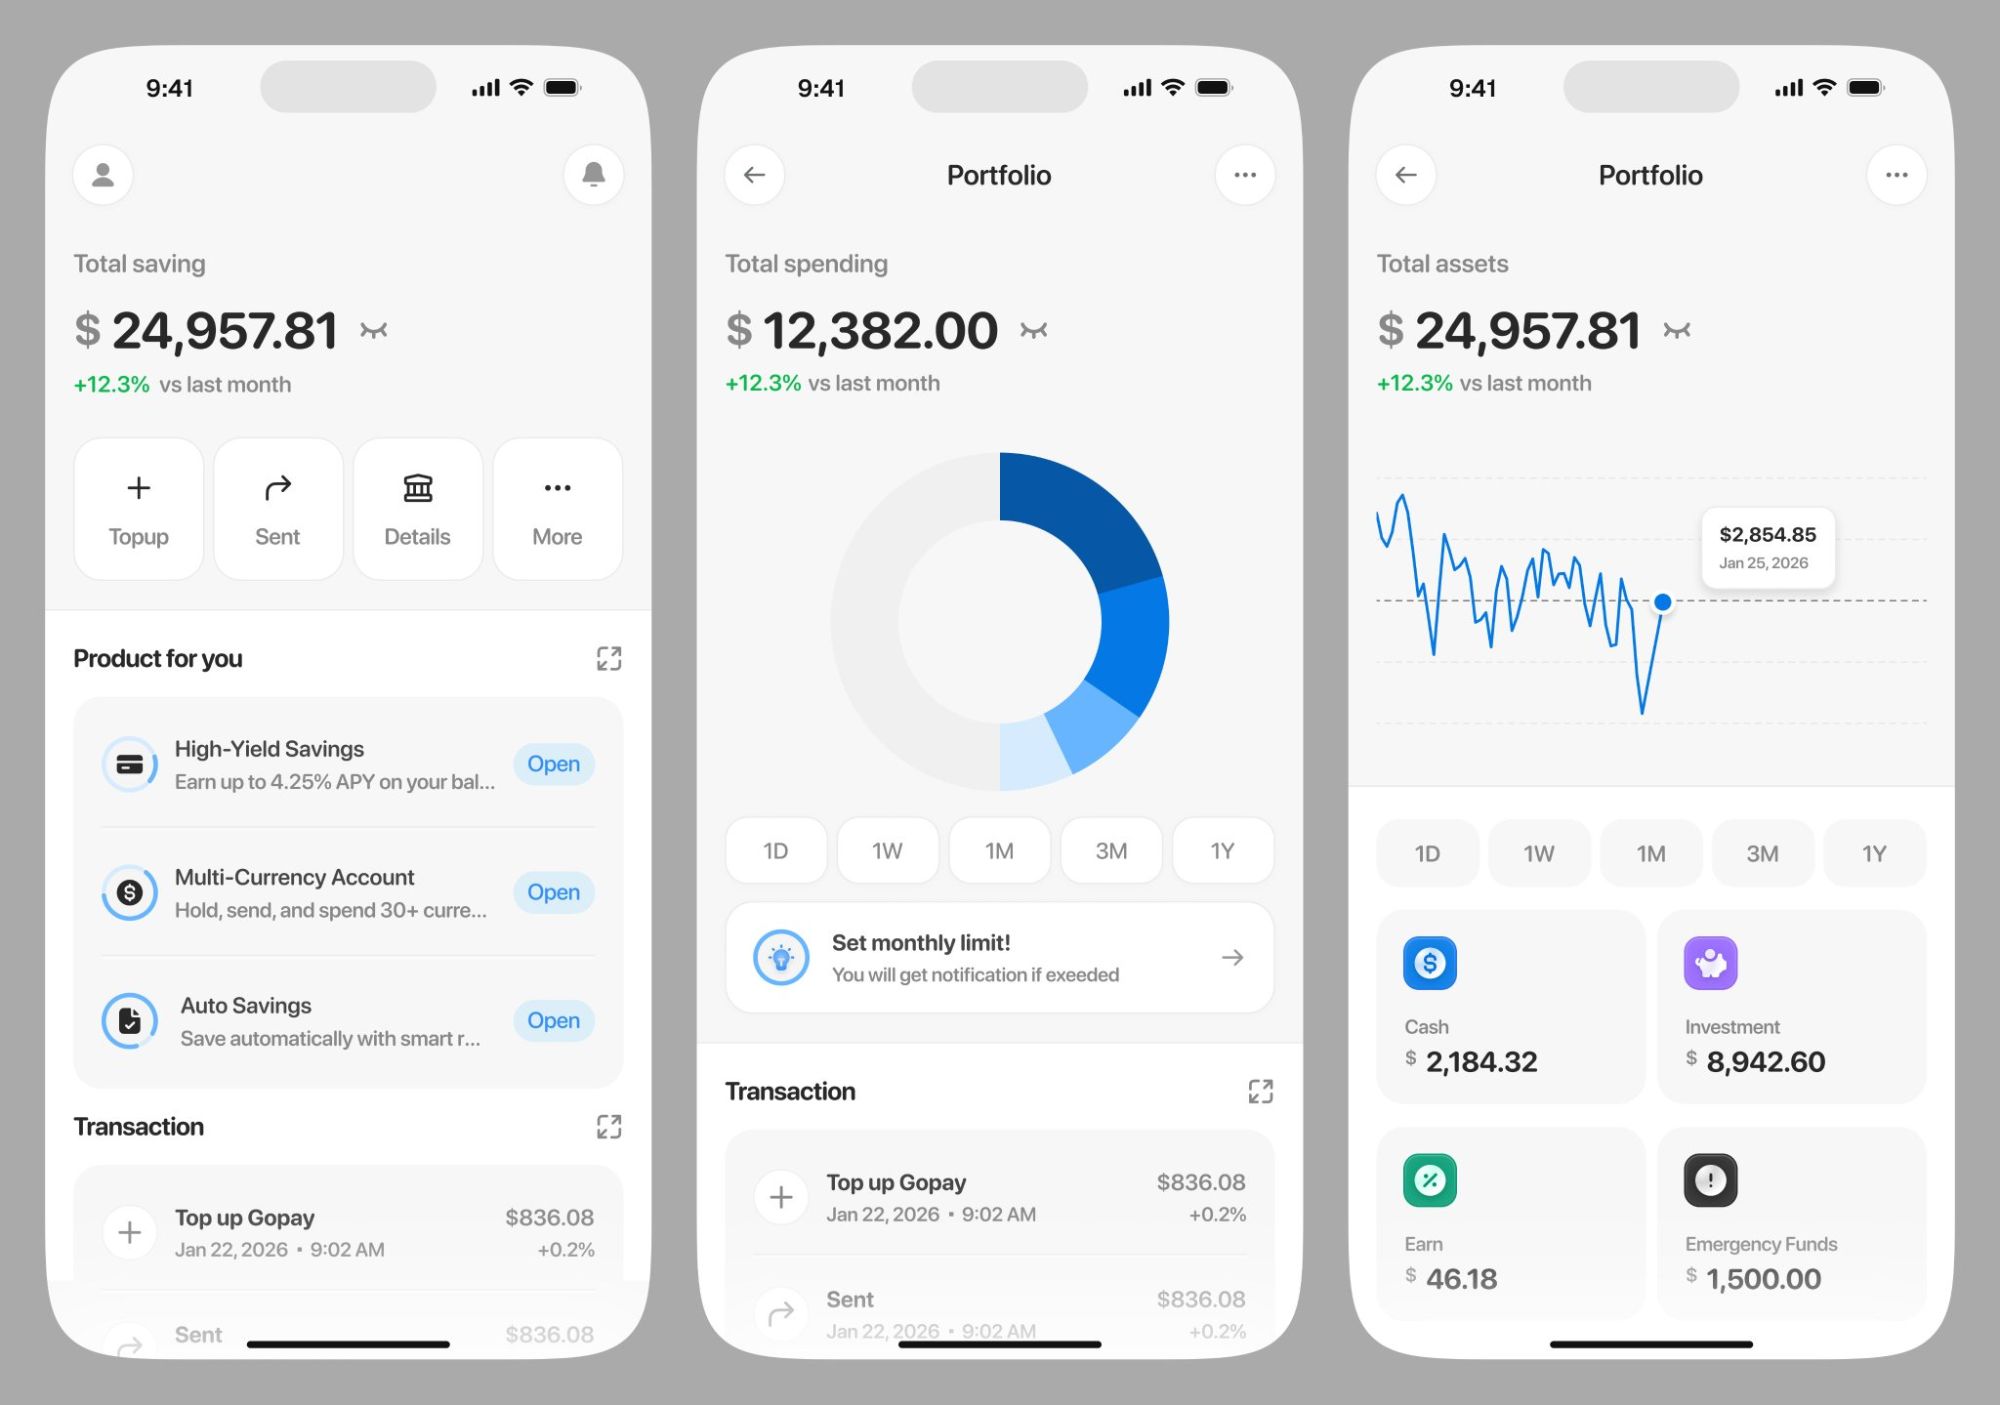 9:41
Total saving
$ 24,957.81
+12.3% vs last month
Topup
Sent
Details
More
Product for you
High-Yield Savings
Earn up to 4.25% APY on your bal...
Open
Multi-Currency Account
Hold, send, and spend 30+ curre...
Open
Auto Savings
Save automatically with smart r...
Open
Transaction
Top up Gopay
$836.08
Jan 22, 2026 • 9:02 AM
+0.2%
Sent
$836.08
9:41
Portfolio
Total spending
$ 12,382.00
+12.3% vs last month
1D
1W
1M
3M
1Y
Set monthly limit!
You will get notification if exeeded
Transaction
Top up Gopay
$836.08
Jan 22, 2026 • 9:02 AM
+0.2%
Sent
$836.08
Jan 22, 2026 • 9:02 AM
+0.2%
9:41
Portfolio
Total assets
$ 24,957.81
+12.3% vs last month
$2,854.85
Jan 25, 2026
1D
1W
1M
3M
1Y
Cash
$ 2,184.32
Investment
$ 8,942.60
Earn
$ 46.18
Emergency Funds
$ 1,500.00